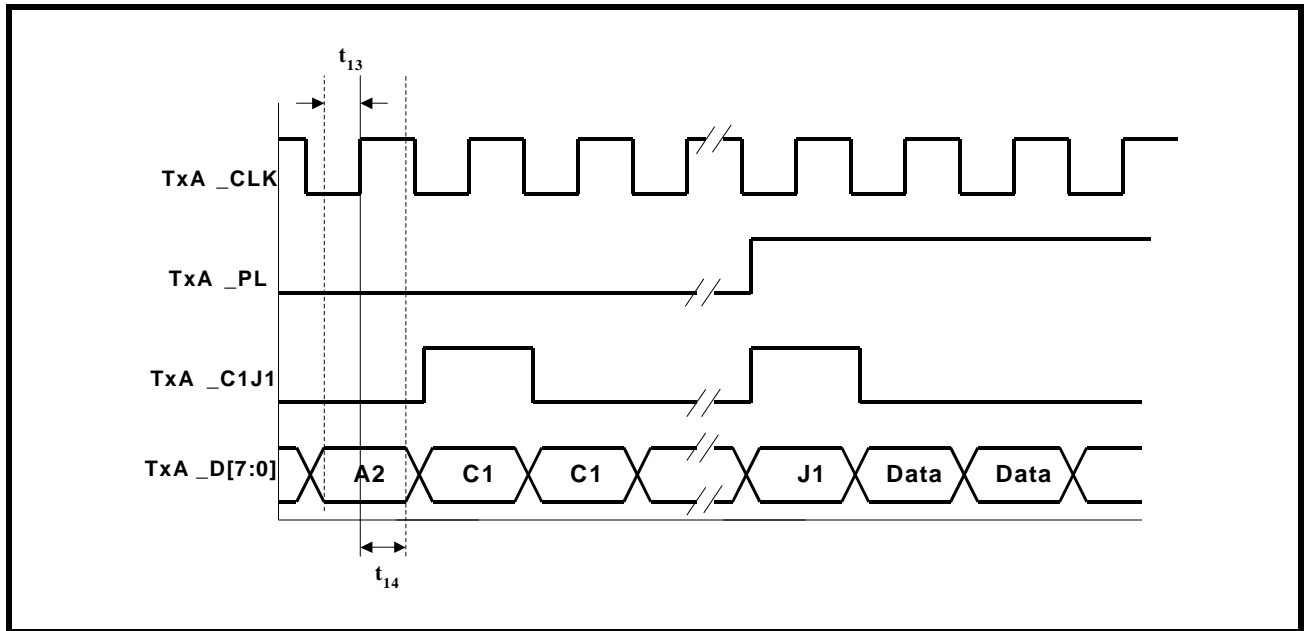 t13
TxA _CLK
TxA _PL
TxA _C1J1
TxA _D[7:0]
A2 C1 C1 J1 Data Data
t14